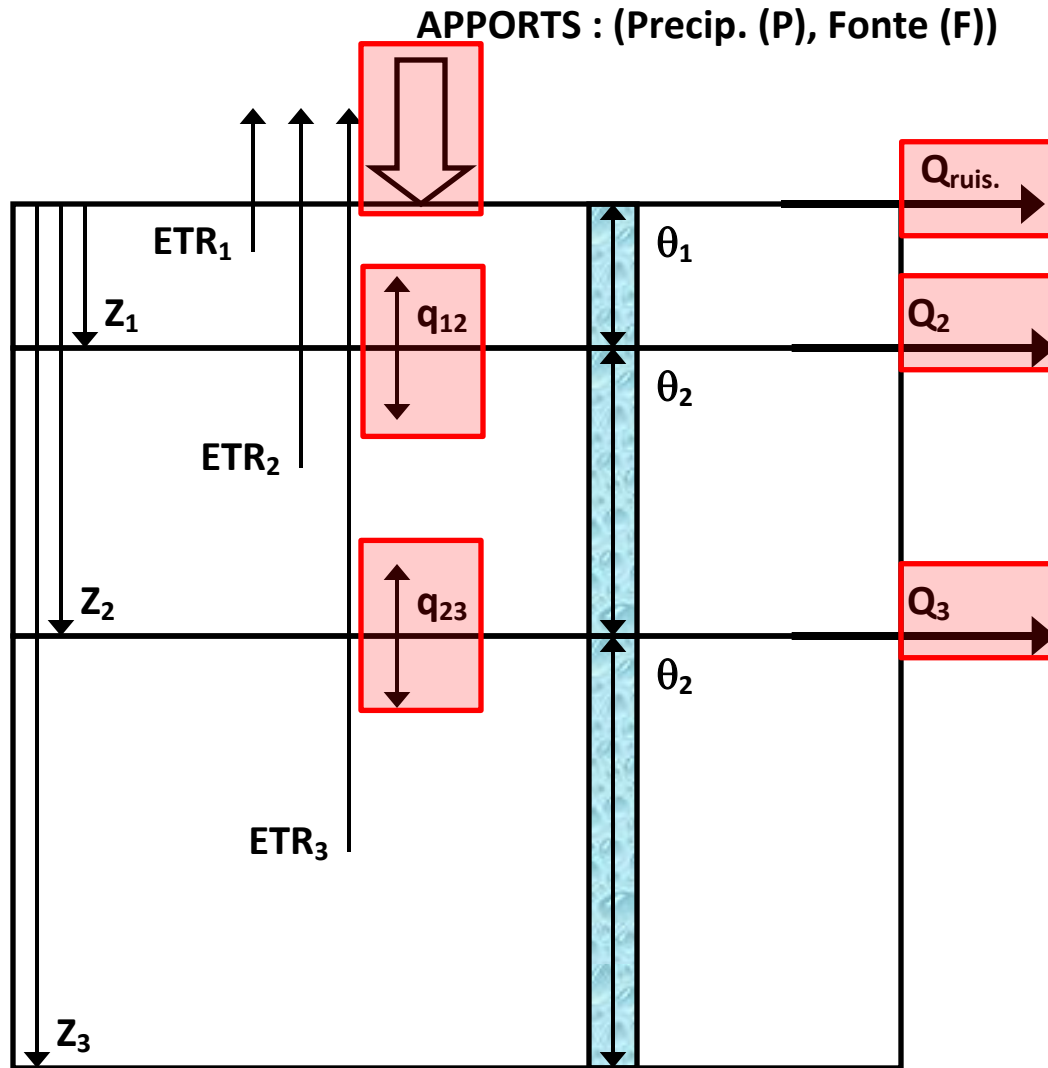 APPORTS : (Precip. (P), Fonte (F))
Qruis.
ETR1
θ1
Z1
q12
Q2
θ2
ETR2
Z2
q23
Q3
θ2
ETR3
Z3